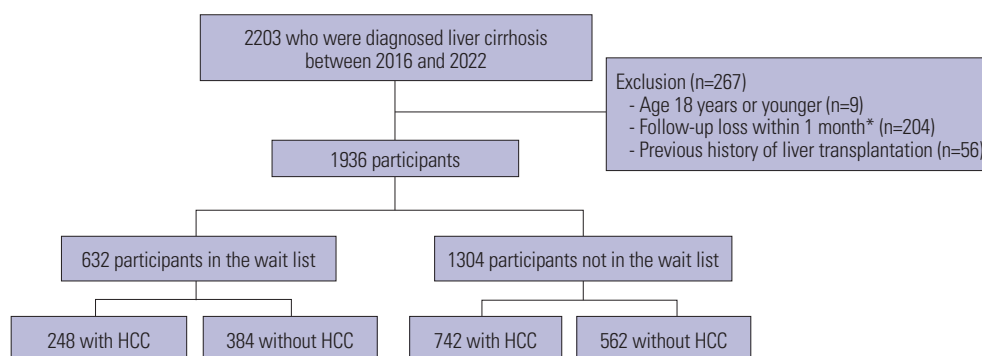 2203 who were diagnosed liver cirrhosis
between 2016 and 2022
Exclusion (n=267)
- Age 18 years or younger (n=9)
- Follow-up loss within 1 month* (n=204)
- Previous history of liver transplantation (n=56)
1936 participants
632 participants in the wait list
1304 participants not in the wait list
248 with HCC
384 without HCC
742 with HCC
562 without HCC